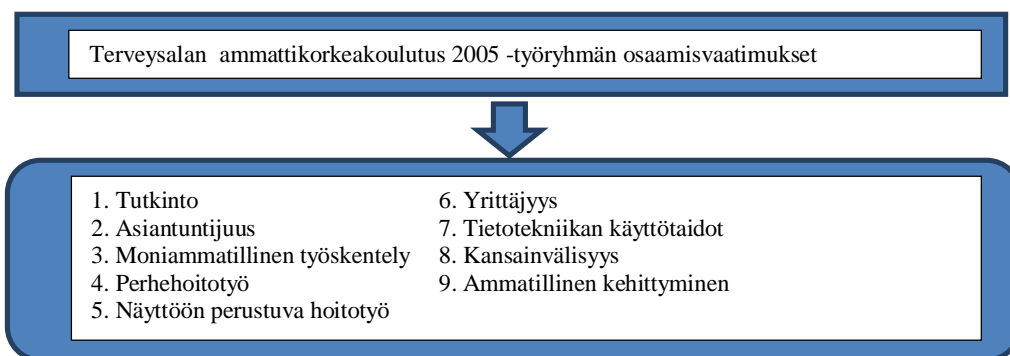 Terveysalan ammattikorkeakoulutus 2005 -työryhmän osaamisvaatimukset
1. Tutkinto
2. Asiantuntijuus
3. Moniammatillinen työskentely
4. Perhehoitotyö
5. Näyttöön perustuva hoitotyö
6. Yrittäjyys
7. Tietotekniikan käyttötaidot
8. Kansainvälisyys
9. Ammatillinen kehittyminen